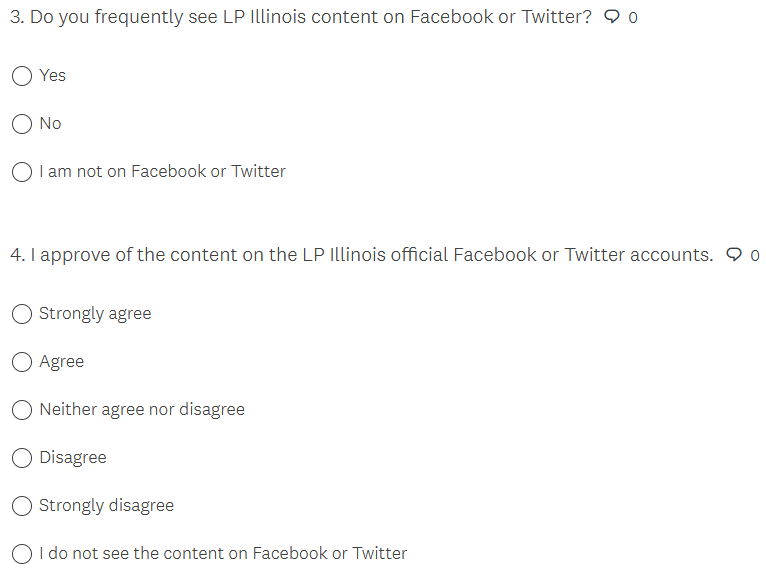 3. Do you frequently see LP Illinois content on Facebook or Twitter? 0
Yes
No
I am not on Facebook or Twitter
4. I approve of the content on the LP Illinois official Facebook or Twitter accounts. 0
Strongly agree
Agree
Neither agree nor disagree
Disagree
Strongly disagree
I do not see the content on Facebook or Twitter